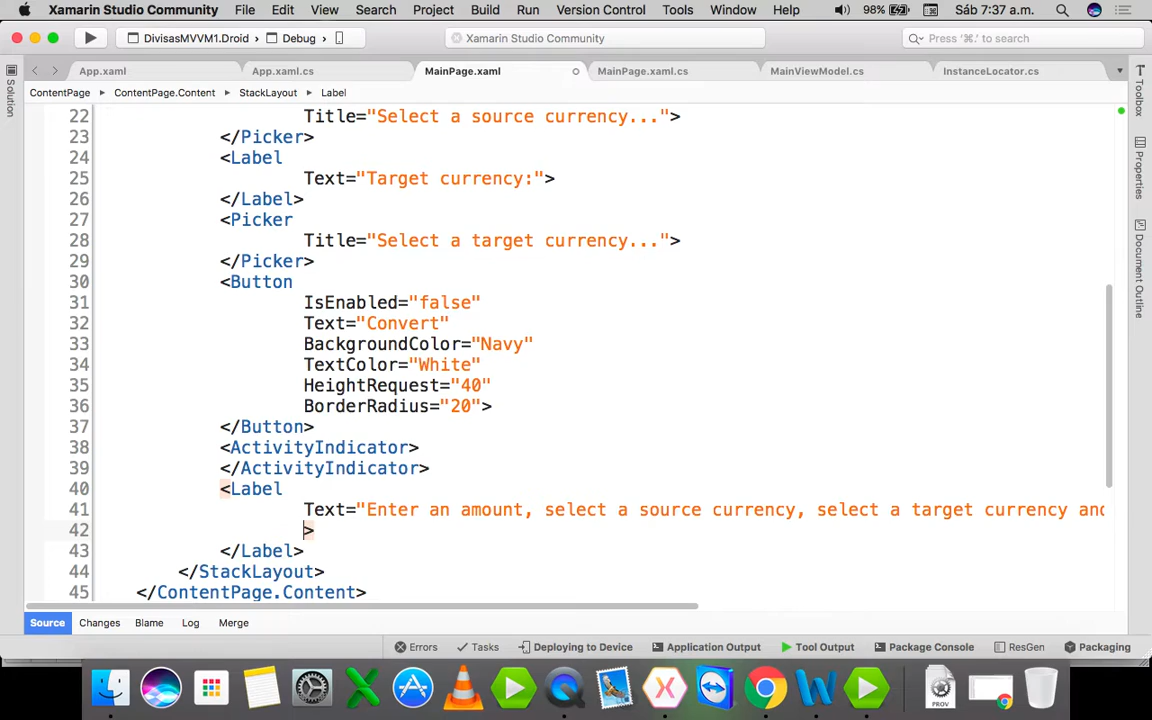 Xamarin Studio Community File Edit View Search Project Build Run Version Control Tools Window Help 98% Sáb 7:37 a.m.
DivisasMVVM1.Droid Debug Xamarin Studio Community Press '⌘.' to search
App.xaml App.xaml.cs MainPage.xaml MainPage.xaml.cs MainViewModel.cs InstanceLocator.cs
ContentPage ContentPage.Content StackLayout Label
Solution
Toolbox
Properties
Document Outline
22 Title="Select a source currency...">
23 </Picker>
24 <Label
25 Text="Target currency:">
26 </Label>
27 <Picker
28 Title="Select a target currency...">
29 </Picker>
30 <Button
31 IsEnabled="false"
32 Text="Convert"
33 BackgroundColor="Navy"
34 TextColor="White"
35 HeightRequest="40"
36 BorderRadius="20">
37 </Button>
38 <ActivityIndicator>
39 </ActivityIndicator>
40 <Label
41 Text="Enter an amount, select a source currency, select a target currency and
42 >
43 </Label>
44 </StackLayout>
45 </ContentPage.Content>
Source Changes Blame Log Merge
Errors Tasks Deploying to Device Application Output Tool Output Package Console ResGen Packaging
PROV